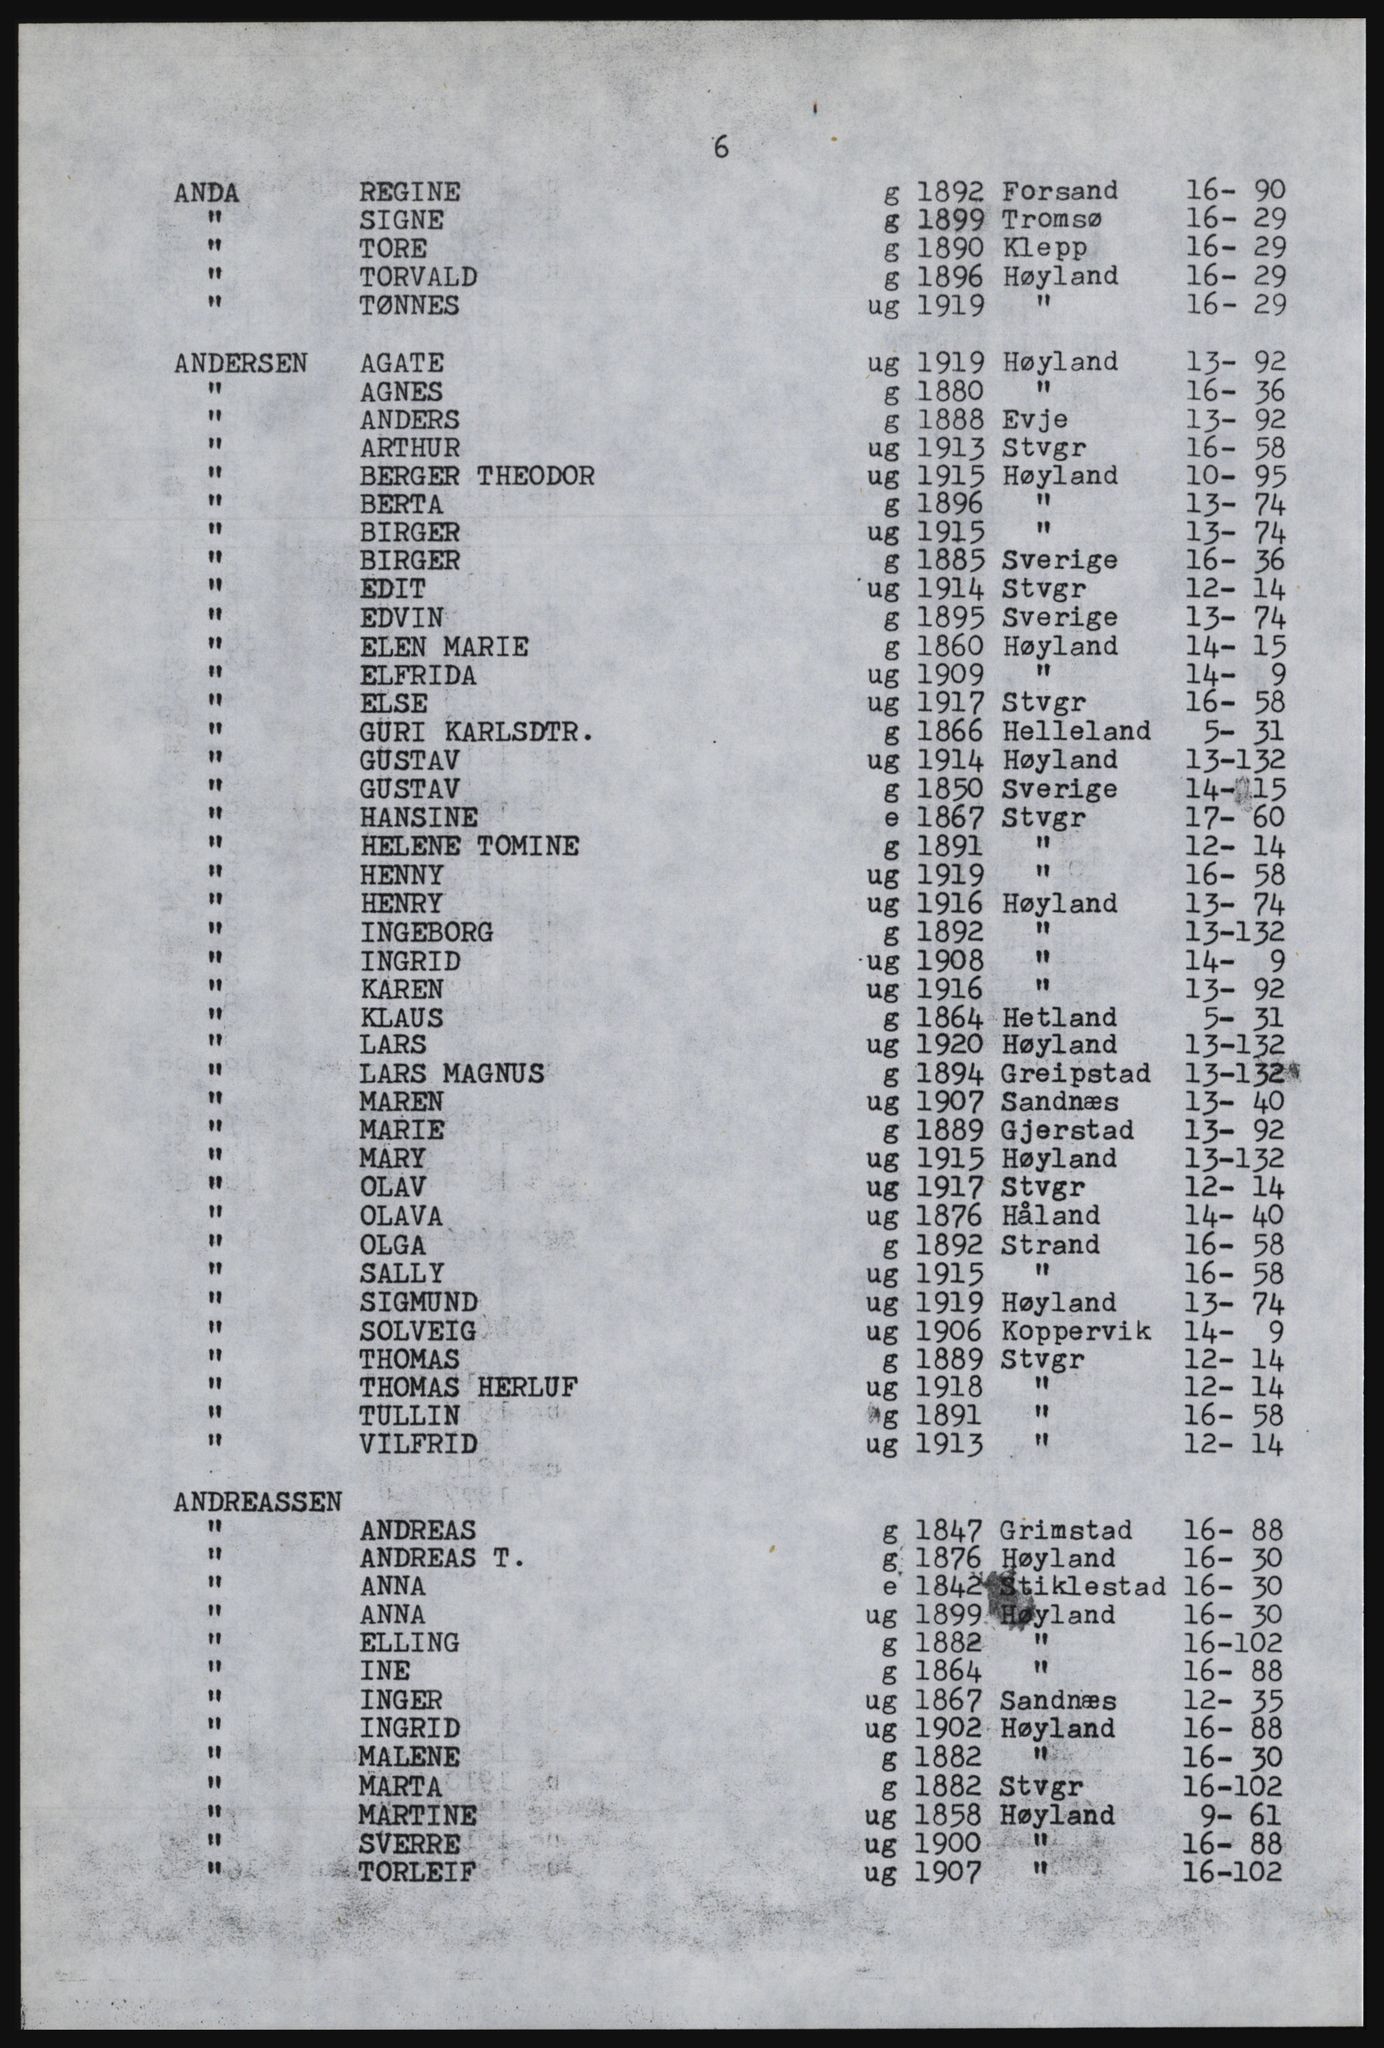 6
ANDA REGINE g 1892 Forsand 16- 90
" SIGNE g 1899 Tromsø 16- 29
" TORE g 1890 Klepp 16- 29
" TORVALD g 1896 Høyland 16- 29
" TØNNES ug 1919 " 16- 29
ANDERSEN AGATE ug 1919 Høyland 13- 92
" AGNES g 1880 " 16- 36
" ANDERS g 1888 Evje 13- 92
" ARTHUR ug 1913 Stvgr 16- 58
" BERGER THEODOR ug 1915 Høyland 10- 95
" BERTA g 1896 " 13- 74
" BIRGER ug 1915 " 13- 74
" BIRGER g 1885 Sverige 16- 36
" EDIT ug 1914 Stvgr 12- 14
" EDVIN g 1895 Sverige 13- 74
" ELEN MARIE g 1860 Høyland 14- 15
" ELFRIDA ug 1909 " 14- 9
" ELSE ug 1917 Stvgr 16- 58
" GURI KARLSDTR. g 1866 Helleland 5- 31
" GUSTAV ug 1914 Høyland 13-132
" GUSTAV g 1850 Sverige 14- 15
" HANSINE e 1867 Stvgr 17- 60
" HELENE TOMINE g 1891 " 12- 14
" HENNY ug 1919 " 16- 58
" HENRY ug 1916 Høyland 13- 74
" INGEBORG g 1892 " 13-132
" INGRID ug 1908 " 14- 9
" KAREN ug 1916 " 13- 92
" KLAUS g 1864 Hetland 5- 31
" LARS ug 1920 Høyland 13-132
" LARS MAGNUS g 1894 Greipstad 13-132
" MAREN ug 1907 Sandnæs 13- 40
" MARIE g 1889 Gjerstad 13- 92
" MARY ug 1915 Høyland 13-132
" OLAV ug 1917 Stvgr 12- 14
" OLAVA ug 1876 Håland 14- 40
" OLGA g 1892 Strand 16- 58
" SALLY ug 1915 " 16- 58
" SIGMUND ug 1919 Høyland 13- 74
" SOLVEIG ug 1906 Koppervik 14- 9
" THOMAS g 1889 Stvgr 12- 14
" THOMAS HERLUF ug 1918 " 12- 14
" TULLIN g 1891 " 16- 58
" VILFRID ug 1913 " 12- 14
ANDREASSEN
" ANDREAS g 1847 Grimstad 16- 88
" ANDREAS T. g 1876 Høyland 16- 30
" ANNA e 1842 Stiklestad 16- 30
" ANNA ug 1899 Høyland 16- 30
" ELLING g 1882 " 16-102
" INE g 1864 " 16- 88
" INGER ug 1867 Sandnæs 12- 35
" INGRID ug 1902 Høyland 16- 88
" MALENE g 1882 " 16- 30
" MARTA g 1882 Stvgr 16-102
" MARTINE ug 1858 Høyland 9- 61
" SVERRE ug 1900 " 16- 88
" TORLEIF ug 1907 " 16-102